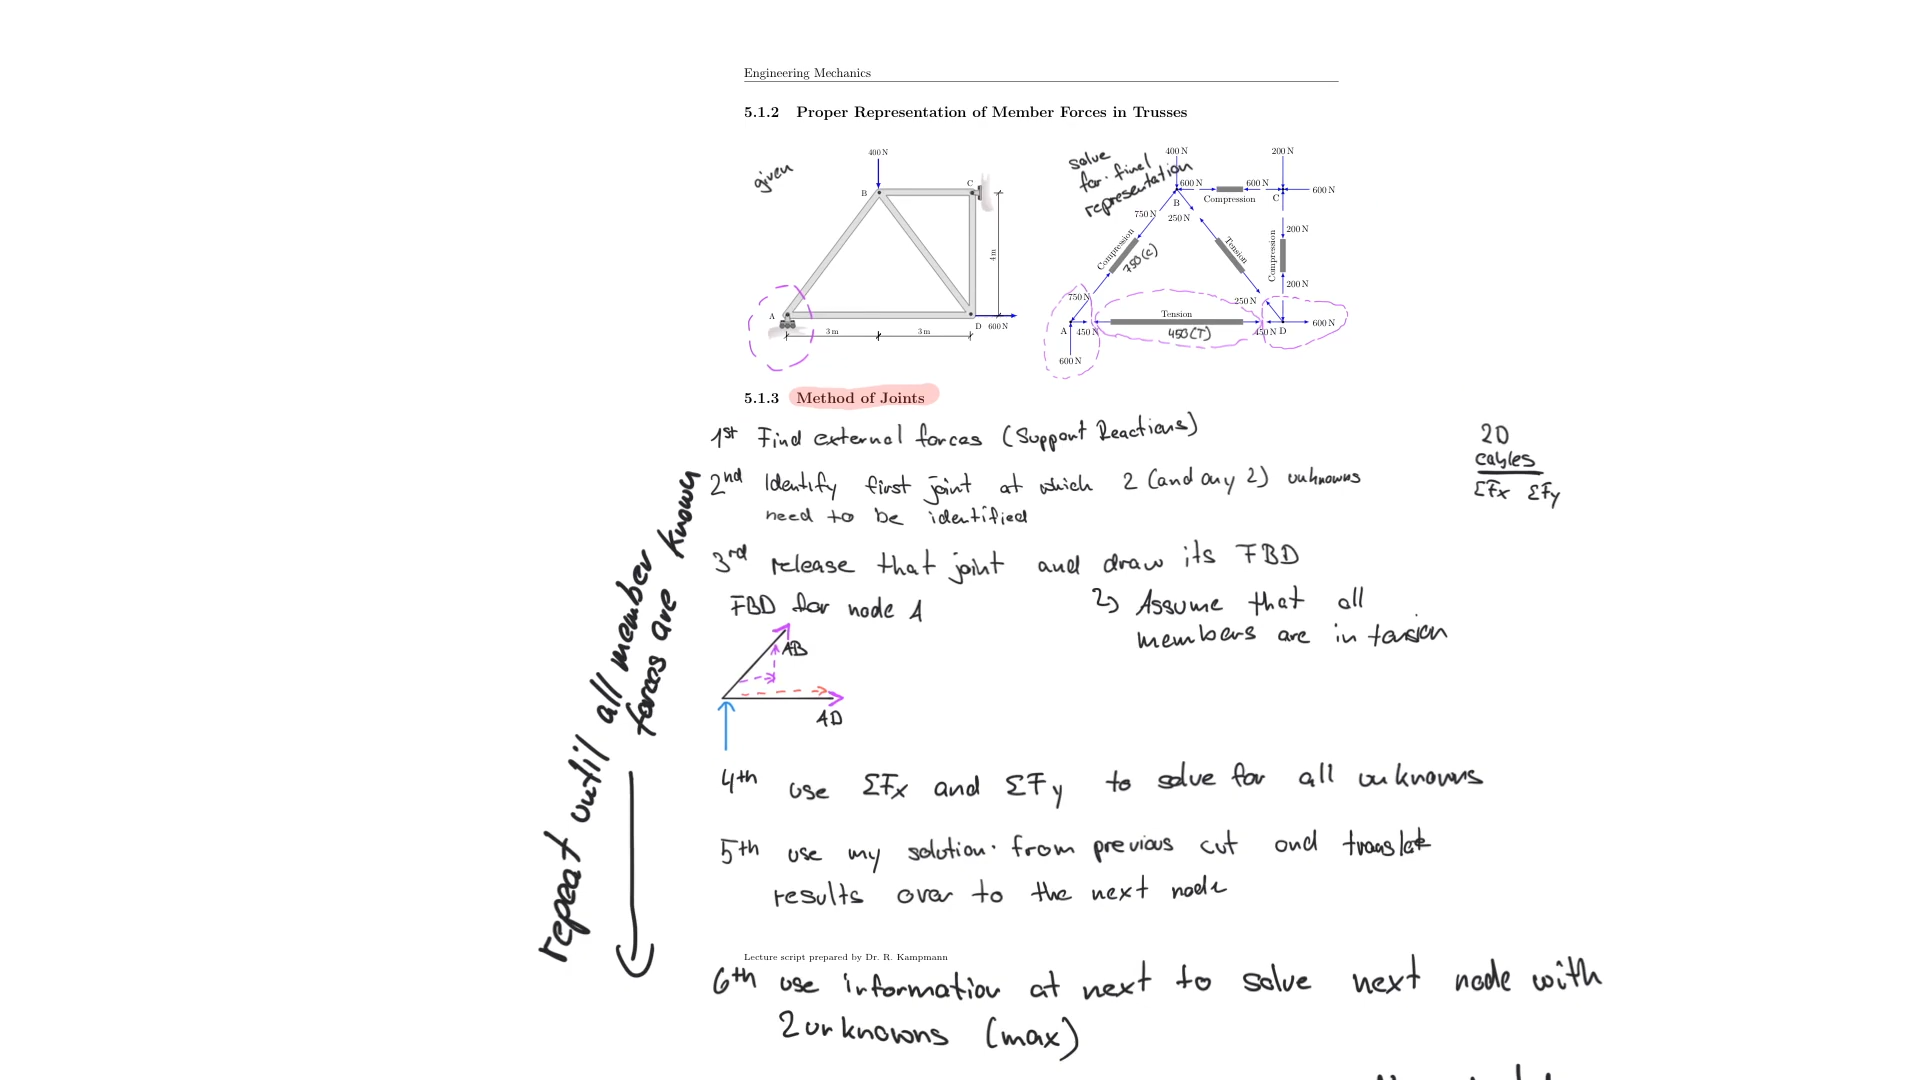 Engineering Mechanics
5.1.2 Proper Representation of Member Forces in Trusses
given
400 N
B
C
4 m
A
3 m
3 m
D 600 N
solve
for final
representation
400 N
200 N
600 N
600 N
600 N
B
Compression
C
750 N
250 N
Compression
750 (C)
Tension
Compression
200 N
200 N
750 N
250 N
Tension
A
450 N
450 (T)
450 N D
600 N
600 N
5.1.3 Method of Joints
1st Find external forces (Support Reactions)
2nd Identify first joint at which 2 (and any 2) unknowns
need to be identified
2D
cables
ΣFx ΣFy
3rd release that joint and draw its FBD
FBD for node A
2) Assume that all
members are in tension
AB
AD
4th use ΣFx and ΣFy to solve for all unknowns
5th use my solution from previous cut and translate
results over to the next node
repeat until all member
forces are known
Lecture script prepared by Dr. R. Kampmann
6th use information at next to solve next node with
2 unknowns (max)